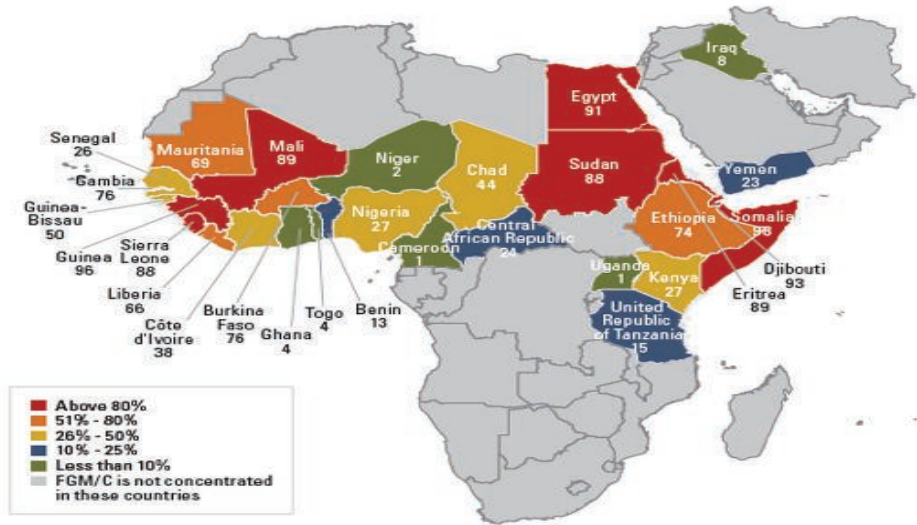 Iraq
8
Egypt
91
Senegal
26
Mauritania
69
Mali
89
Niger
2
Chad
44
Sudan
88
Yemen
23
Gambia
76
Guinea-
Bissau
50
Nigeria
27
Central
African Republic
24
Ethiopia
74
Somalia
98
Guinea
96
Sierra
Leone
88
Cameroon
1
Uganda
1
Kenya
27
Djibouti
93
Liberia
66
Côte
d'Ivoire
38
Burkina
Faso
76
Ghana
4
Togo
4
Benin
13
Eritrea
89
United
Republic
of Tanzania
15
Above 80%
51% - 80%
26% - 50%
10% - 25%
Less than 10%
FGM/C is not concentrated
in these countries